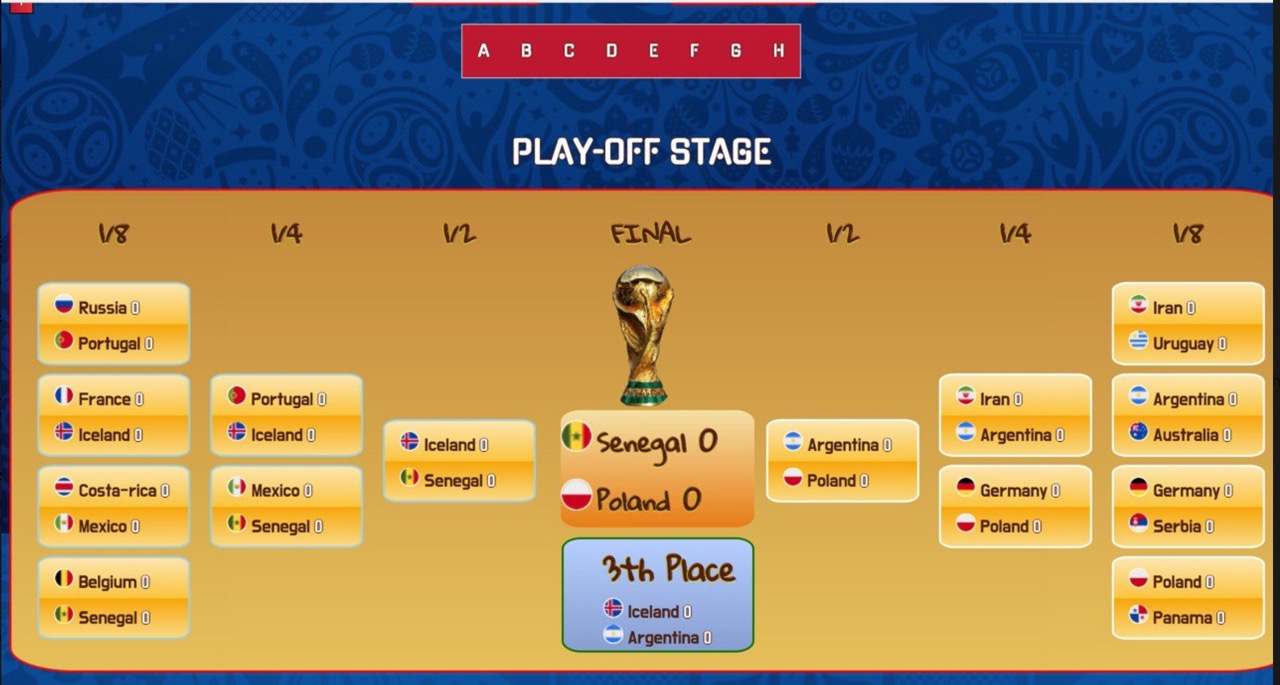 A B C D E F G H
PLAY-OFF STAGE
1/8 1/4 1/2 FINAL 1/2 1/4 1/8
Russia 0
Portugal 0
France 0
Iceland 0
Costa-rica 0
Mexico 0
Belgium 0
Senegal 0
Portugal 0
Iceland 0
Mexico 0
Senegal 0
Iceland 0
Senegal 0
Senegal 0
Poland 0
3th Place
Iceland 0
Argentina 0
Argentina 0
Poland 0
Iran 0
Argentina 0
Germany 0
Poland 0
Iran 0
Uruguay 0
Argentina 0
Australia 0
Germany 0
Serbia 0
Poland 0
Panama 0